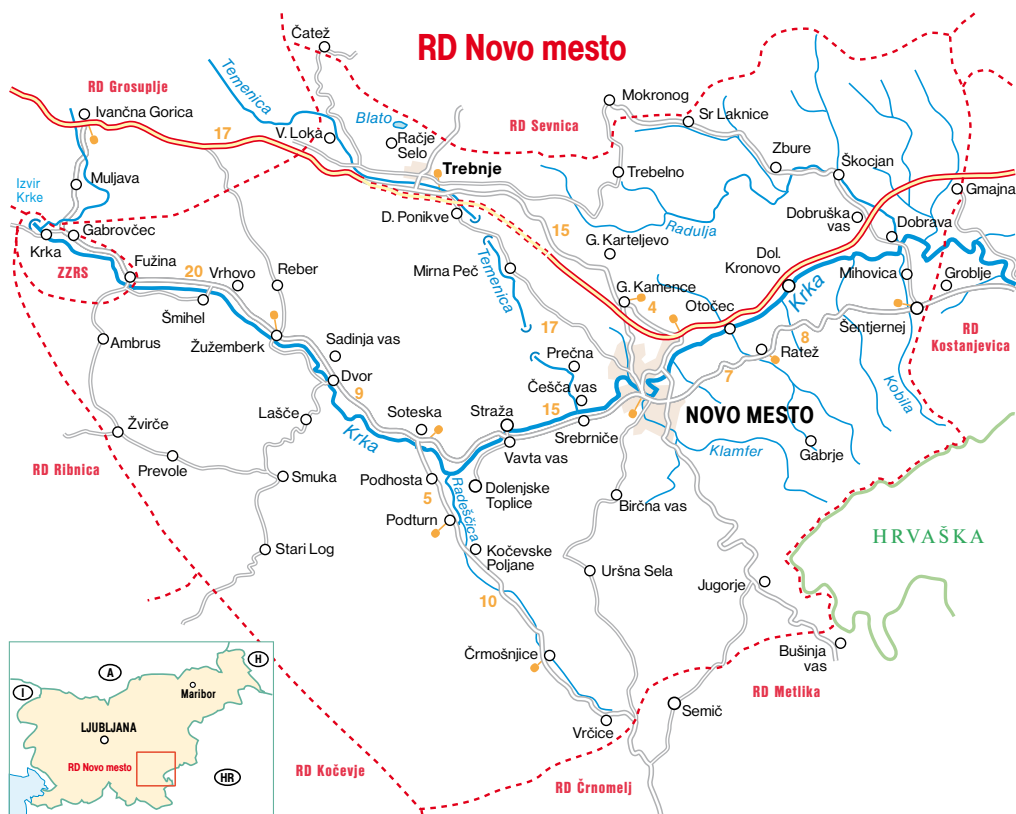 RD Novo mesto
Čatež
RD Grosuplje
Temenica
Ivančna Gorica
Blato
Mokronog
Sr Laknice
17
V. Loka
Račje
Selo
RD Sevnica
Zbure
Škocjan
Trebnje
Trebelno
Izvir
Krke
Muljava
Gmajna
D. Ponikve
Dobruška
vas
Radulja
15
Dobrava
Gabrovčec
G. Karteljevo
Krka
Dol.
Kronovo
ZZRS
Fužina
Mirna Peč
Temenica
Mihovica
Groblje
20
Vrhovo
Reber
G. Kamence
4
Otočec
Krka
Šmihel
17
Šentjernej
RD
Kostanjevica
Ambrus
Žužemberk
Sadinja vas
8
Ratež
Prečna
7
Dvor
Češča vas
Kobila
9
Lašče
Soteska
Straža
15
NOVO MESTO
Žvirče
Krka
Srebrniče
Vavta vas
Klamfer
Gabrje
RD Ribnica
Prevole
Smuka
Podhosta
5
Radeščica
Dolenjske
Toplice
Birčna vas
Podturn
HRVAŠKA
Stari Log
Kočevske
Poljane
Uršna Sela
Jugorje
10
Črmošnjice
Bušinja
vas
H
A
I
Maribor
RD Metlika
LJUBLJANA
Semič
Vrčice
RD Novo mesto
HR
RD Kočevje
RD Črnomelj